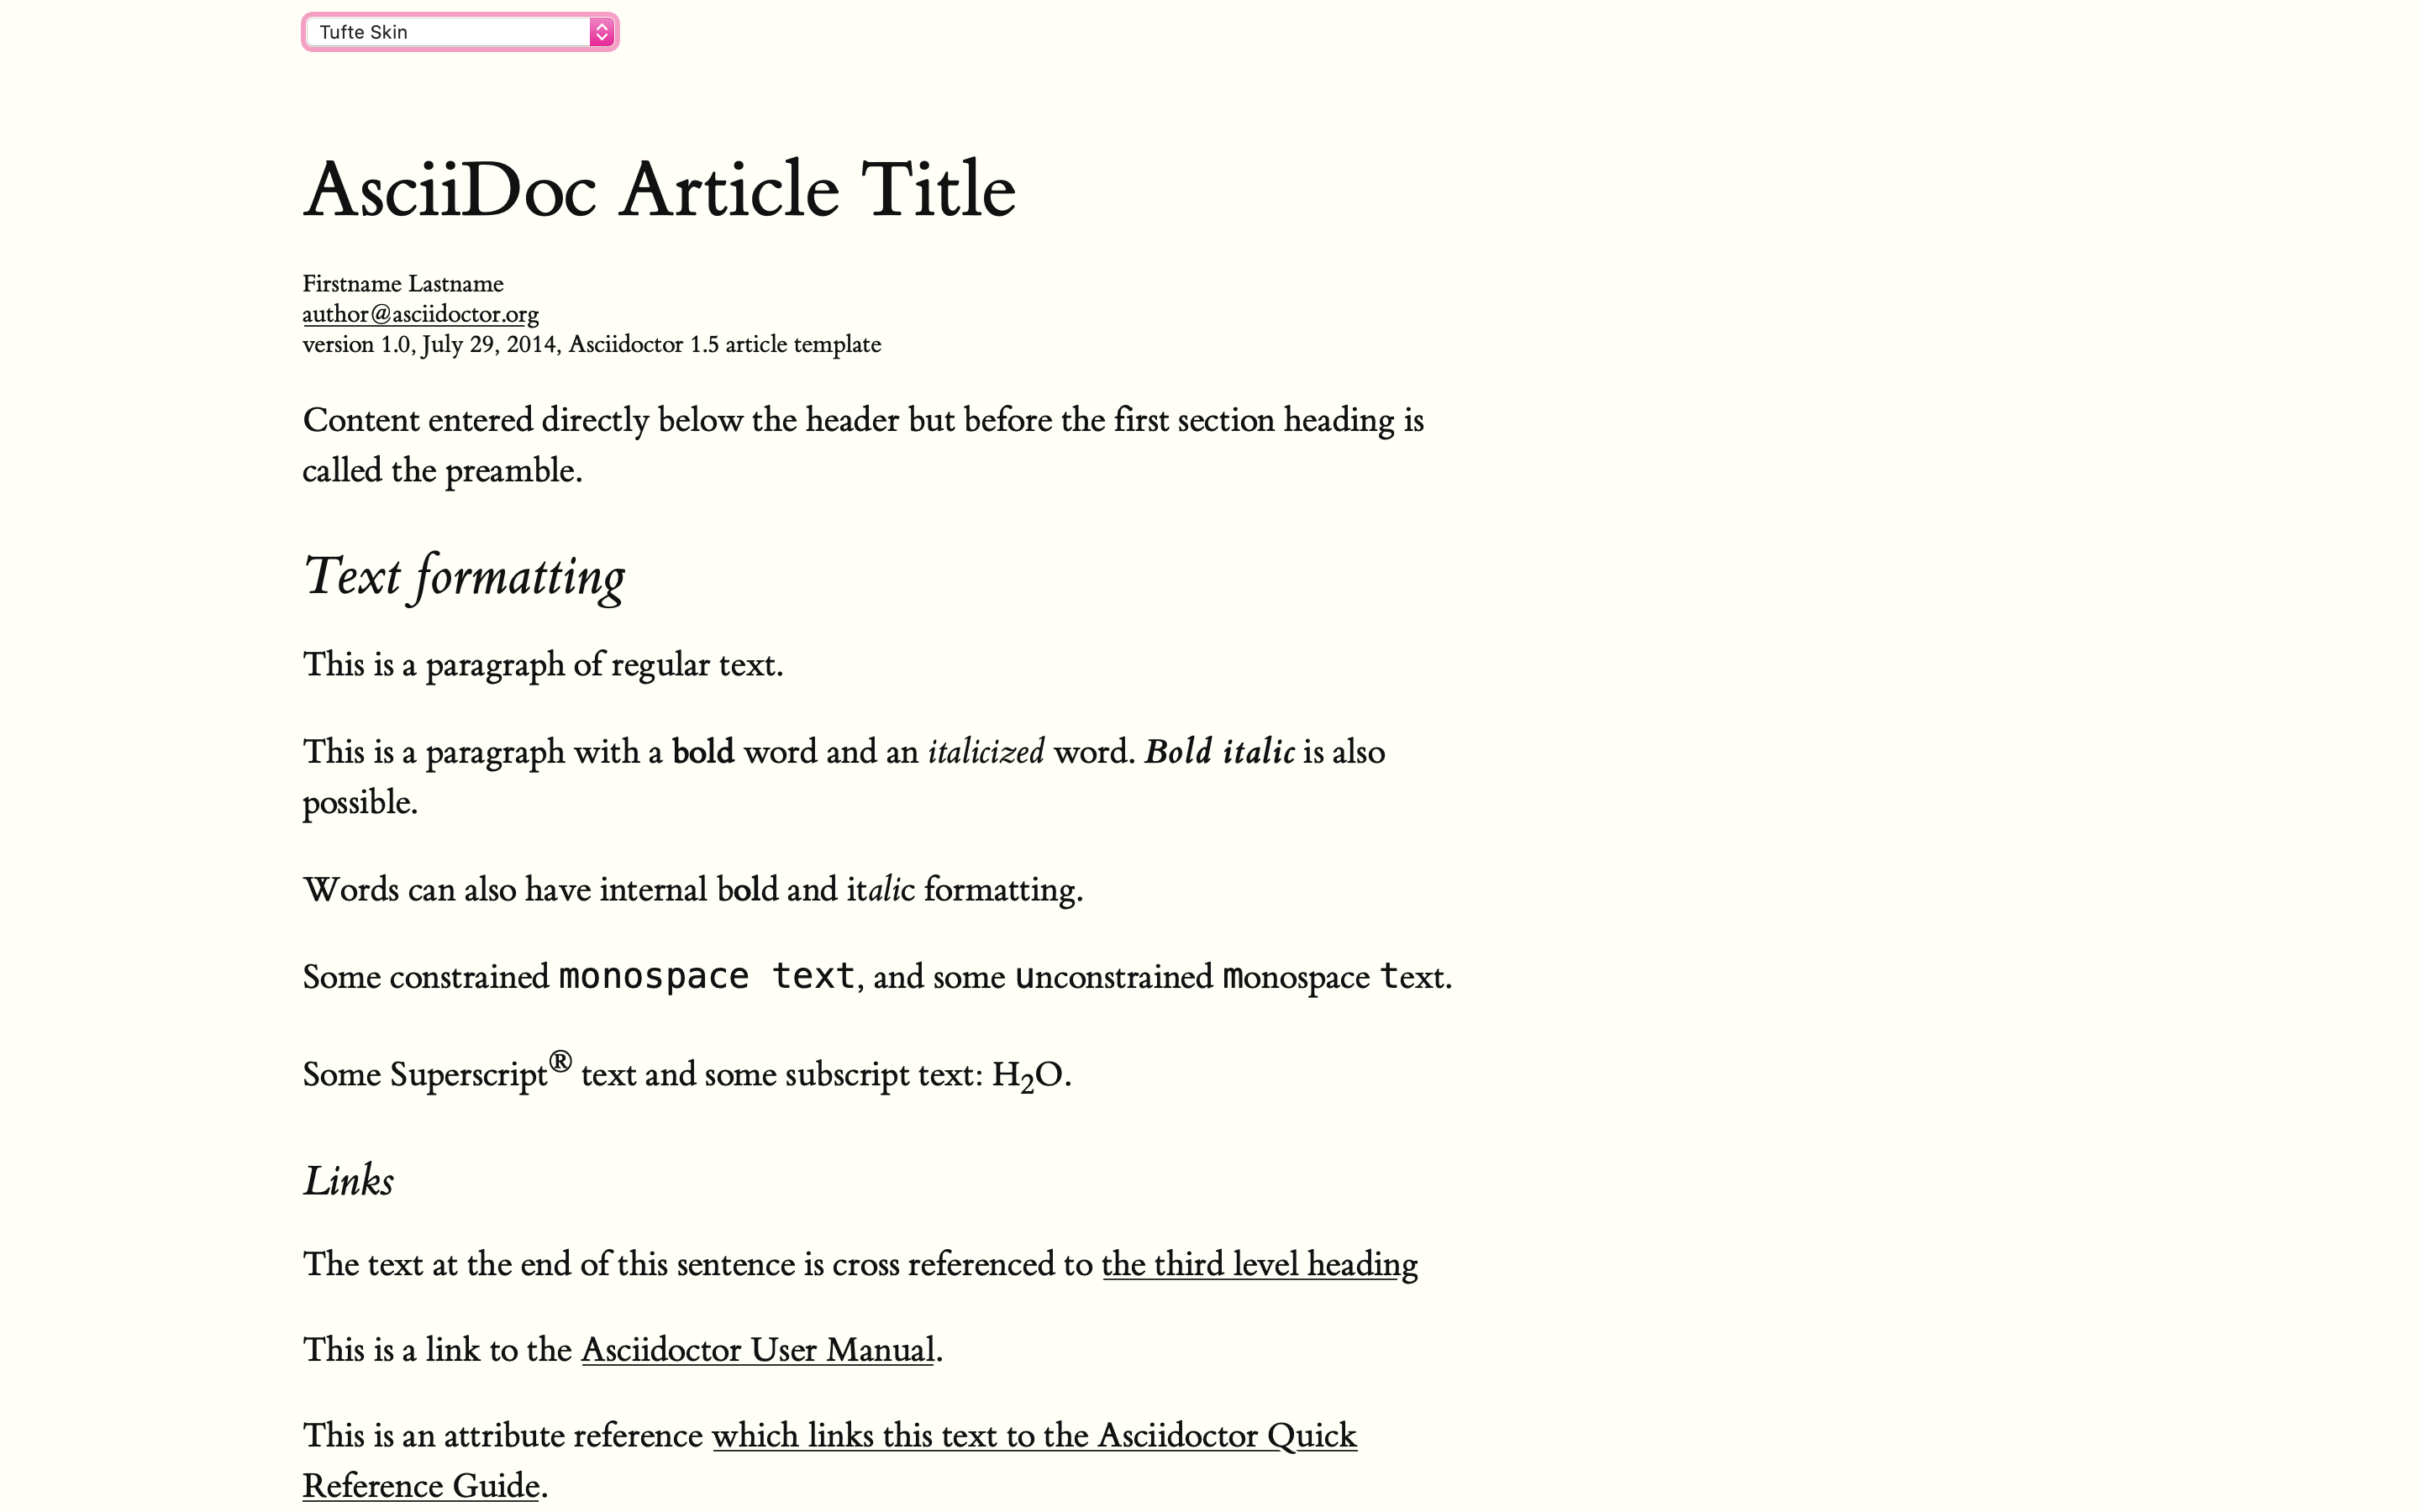 Tufte Skin
AsciiDoc Article Title
Firstname Lastname
author@asciidoctor.org
version 1.0, July 29, 2014, Asciidoctor 1.5 article template
Content entered directly below the header but before the first section heading is
called the preamble.
Text formatting
This is a paragraph of regular text.
This is a paragraph with a bold word and an italicized word. Bold italic is also
possible.
Words can also have internal bold and italic formatting.
Some constrained monospace text, and some unconstrained monospace text.
Some Superscript® text and some subscript text: H₂O.
Links
The text at the end of this sentence is cross referenced to the third level heading
This is a link to the Asciidoctor User Manual.
This is an attribute reference which links this text to the Asciidoctor Quick
Reference Guide.